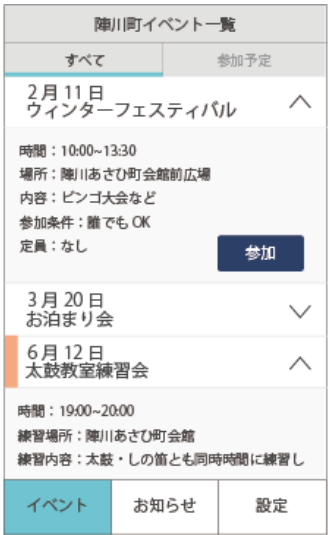 陣川町イベント一覧
すべて
参加予定
2月11日
ウィンターフェスティバル
時間：10:00~13:30
場所：陣川あさひ町会館前広場
内容：ビンゴ大会など
参加条件：誰でも OK
定員：なし
参加
3月20日
お泊まり会
6月12日
太鼓教室練習会
時間：19:00~20:00
練習場所：陣川あさひ町会館
練習内容：太鼓・しの笛とも同時時間に練習し
イベント
お知らせ
設定